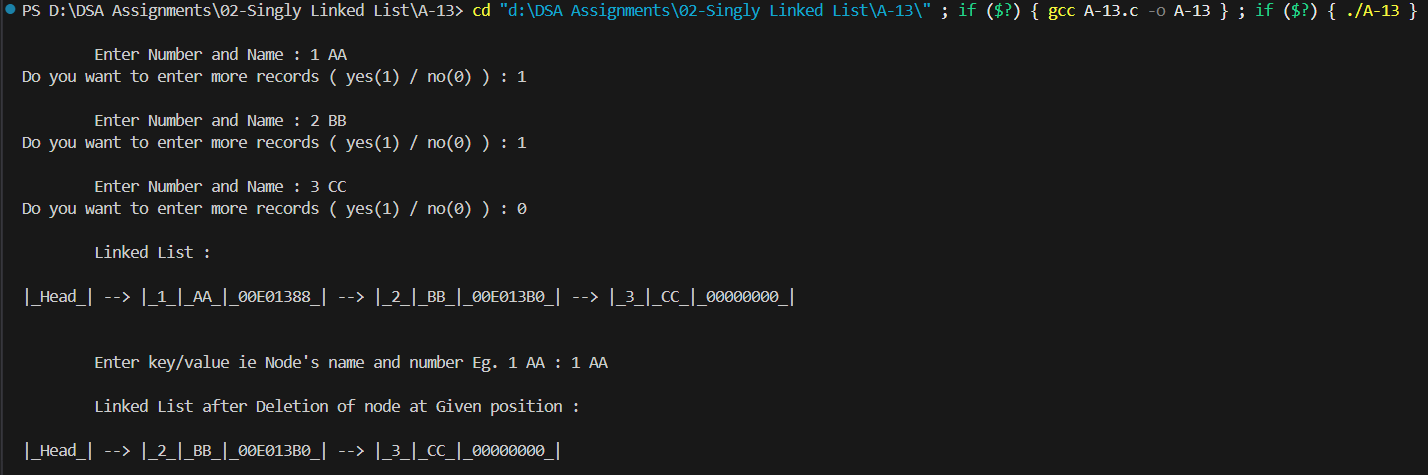 PS D:\DSA Assignments\02-Singly Linked List\A-13> cd "d:\DSA Assignments\02-Singly Linked List\A-13\" ; if ($?) { gcc A-13.c -o A-13 } ; if ($?) { ./A-13 }
Enter Number and Name : 1 AA
Do you want to enter more records ( yes(1) / no(0) ) : 1
Enter Number and Name : 2 BB
Do you want to enter more records ( yes(1) / no(0) ) : 1
Enter Number and Name : 3 CC
Do you want to enter more records ( yes(1) / no(0) ) : 0
Linked List :
|_Head_| --> |_1_|_AA_|_00E01388_| --> |_2_|_BB_|_00E013B0_| --> |_3_|_CC_|_00000000_|
Enter key/value ie Node's name and number Eg. 1 AA : 1 AA
Linked List after Deletion of node at Given position :
|_Head_| --> |_2_|_BB_|_00E013B0_| --> |_3_|_CC_|_00000000_|